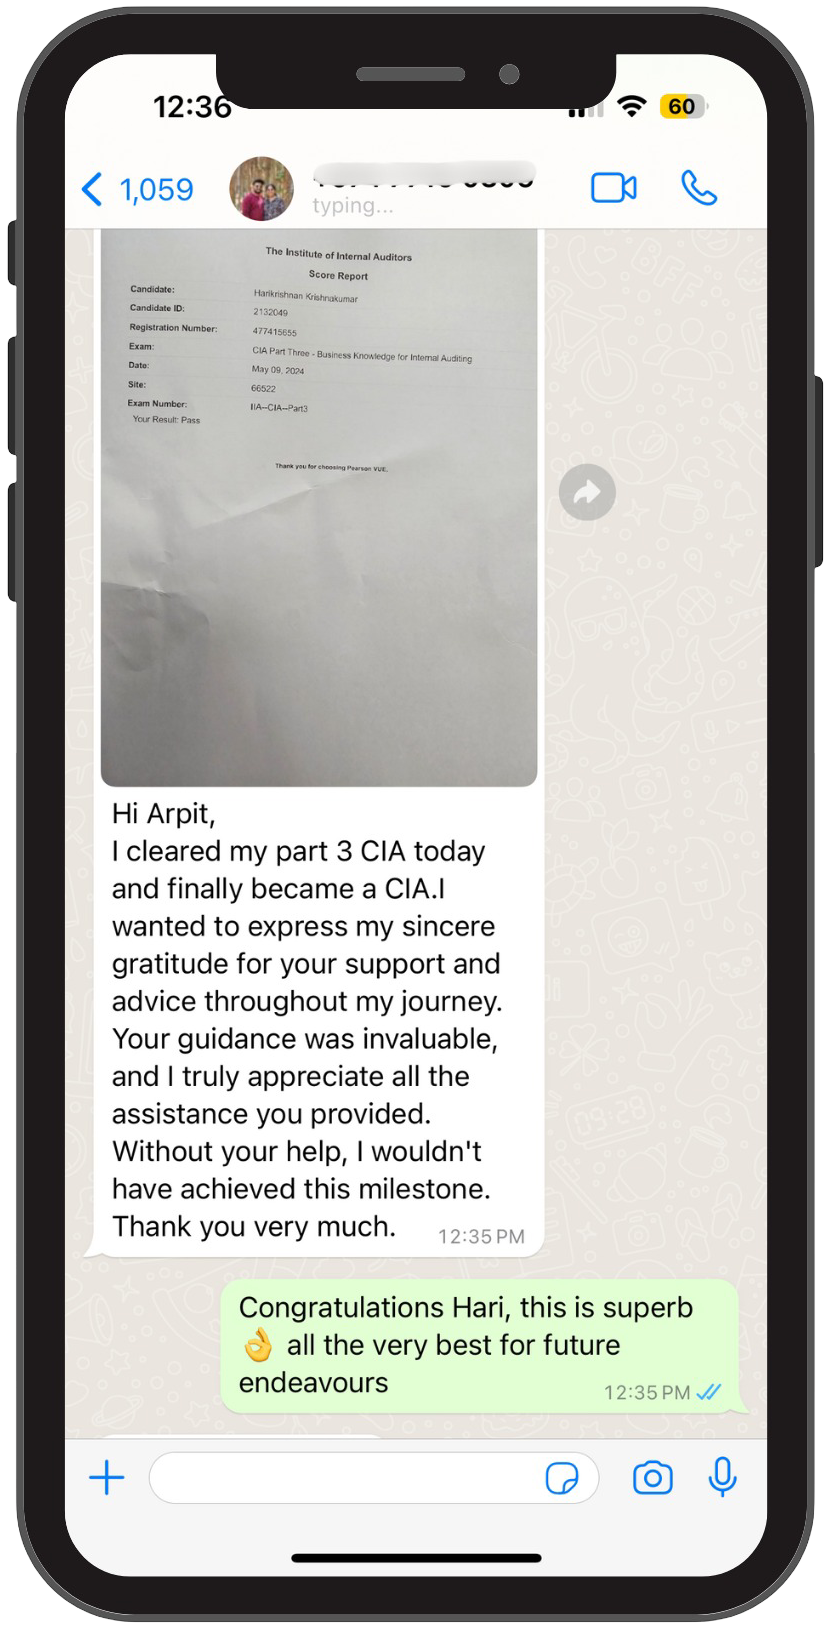 12:36
60
1,059
typing...
The Institute of Internal Auditors
Score Report
Candidate: Harikrishnan Krishnakumar
Candidate ID: 2132049
Registration Number: 477415655
Exam: CIA Part Three - Business Knowledge for Internal Auditing
Date: May 09, 2024
Site: 66522
Exam Number: IIA--CIA--Part3
Your Result: Pass
Thank you for choosing Pearson VUE.
Hi Arpit,
I cleared my part 3 CIA today
and finally became a CIA.I
wanted to express my sincere
gratitude for your support and
advice throughout my journey.
Your guidance was invaluable,
and I truly appreciate all the
assistance you provided.
Without your help, I wouldn't
have achieved this milestone.
Thank you very much.
12:35 PM
Congratulations Hari, this is superb
👌 all the very best for future
endeavours
12:35 PM